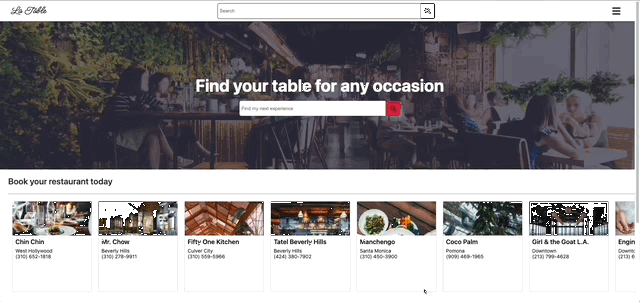 La Table
Search
Find your table for any occasion
Find my next experience
Book your restaurant today
Chin Chin
West Hollywood
(310) 652-1818
Mr. Chow
Beverly Hills
(310) 278-9911
Fifty One Kitchen
Culver City
(310) 559-5966
Tatel Beverly Hills
Beverly Hills
(424) 380-7902
Manchengo
Santa Monica
(310) 450-3900
Coco Palm
Pomona
(909) 469-1965
Girl & the Goat L.A.
Downtown
(213) 799-4628
Engin
Downto
(213) 6